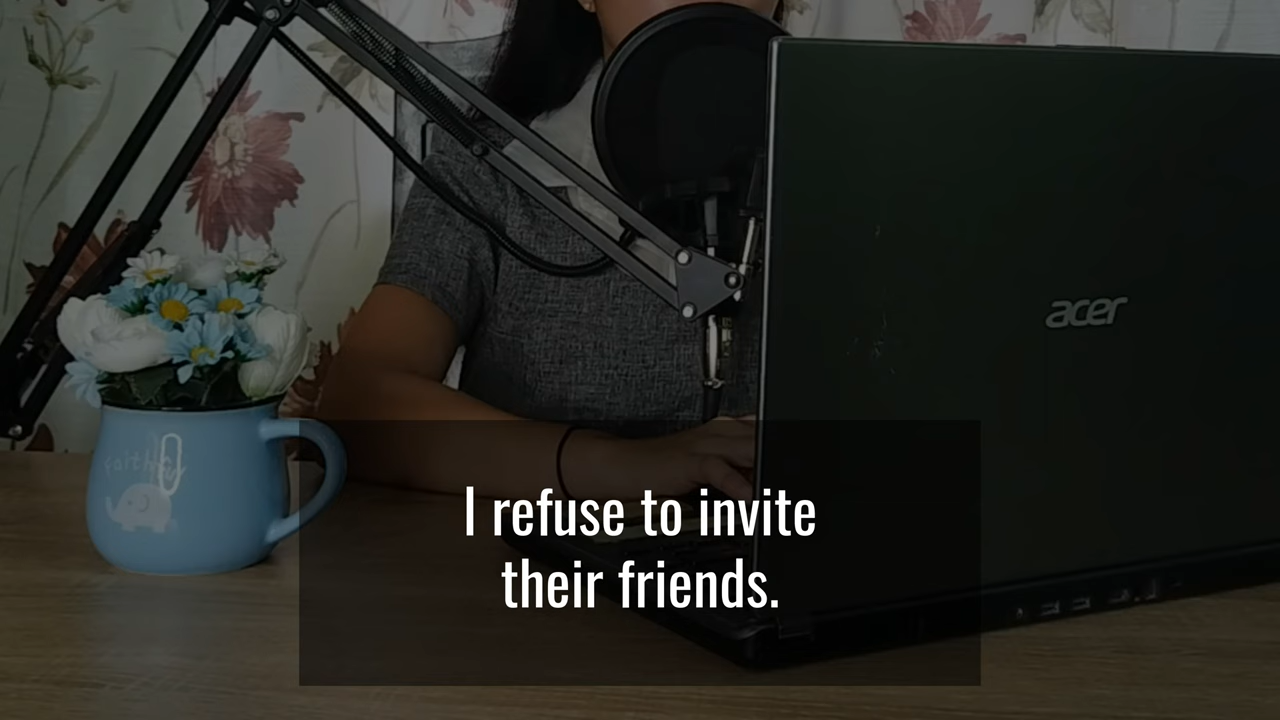 acer
I refuse to invite
their friends.